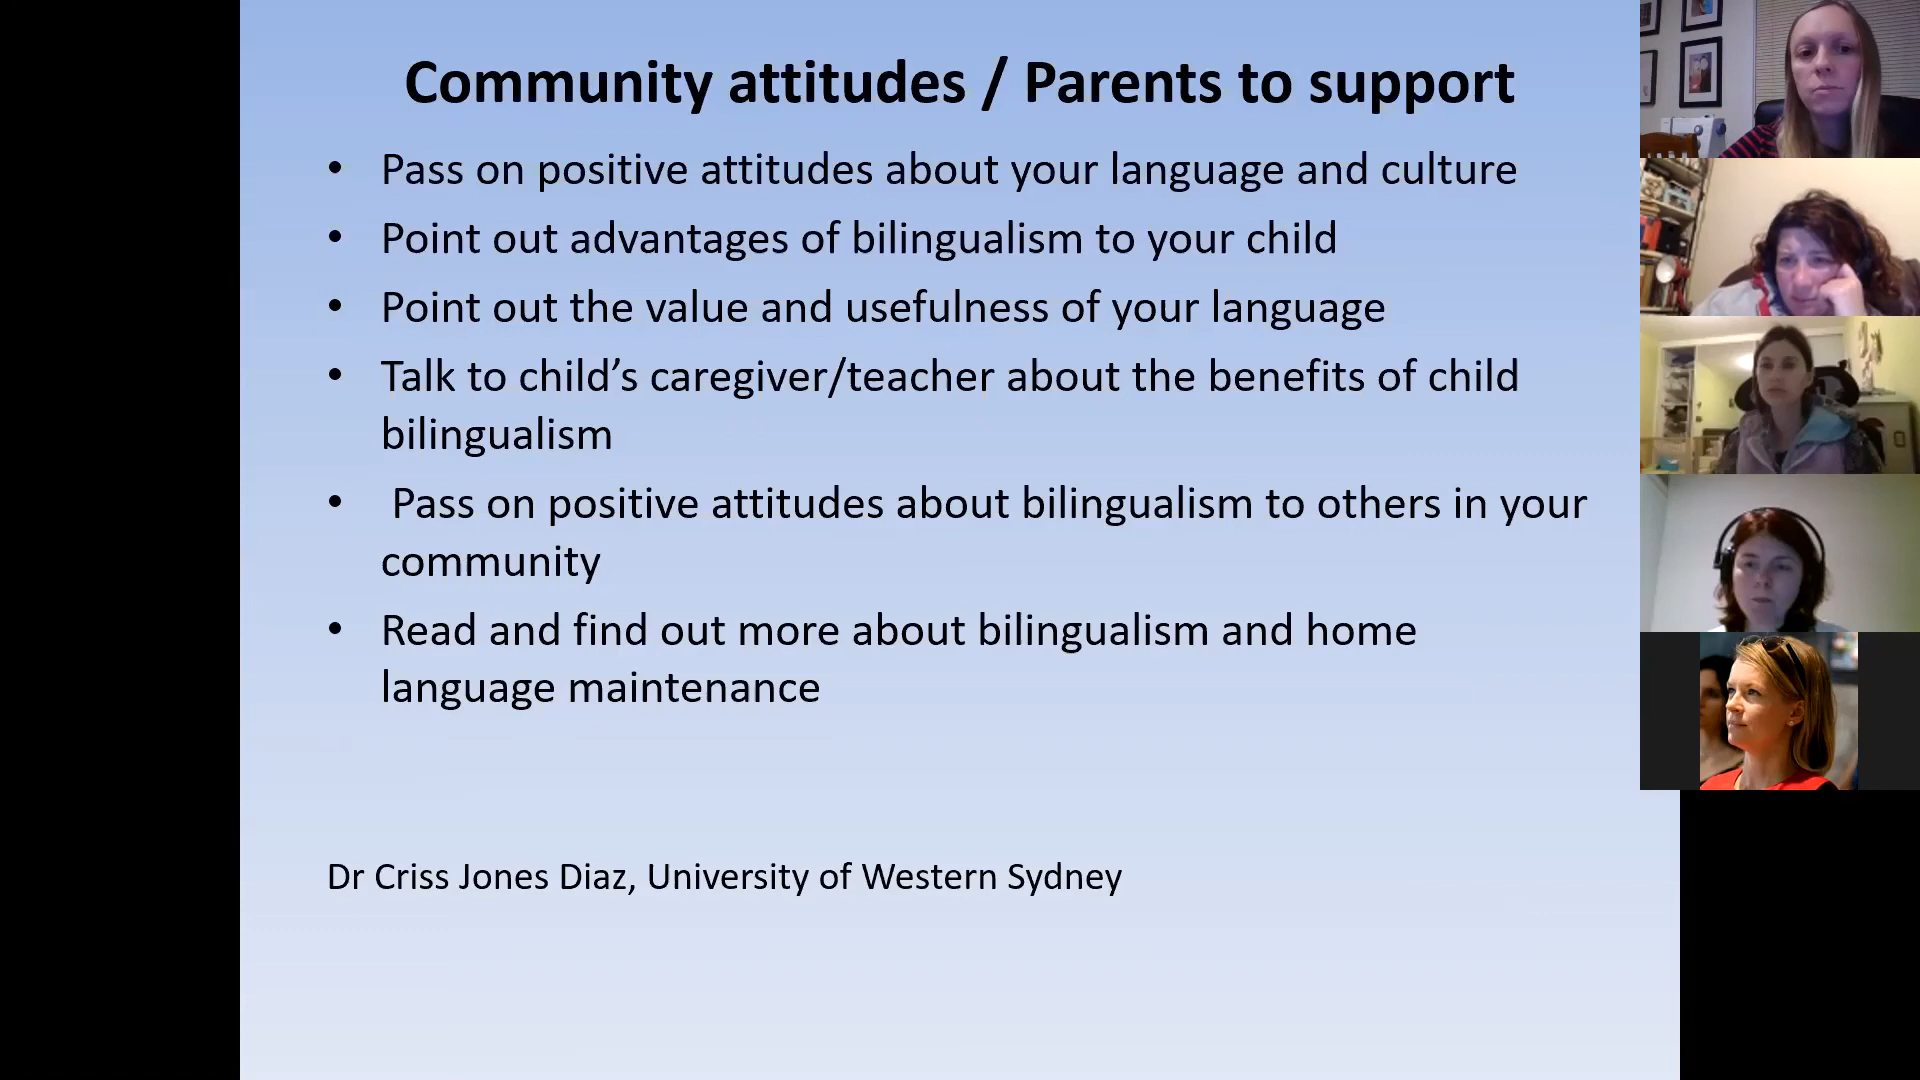 Community attitudes / Parents to support
• Pass on positive attitudes about your language and culture
• Point out advantages of bilingualism to your child
• Point out the value and usefulness of your language
• Talk to child’s caregiver/teacher about the benefits of child
bilingualism
• Pass on positive attitudes about bilingualism to others in your
community
• Read and find out more about bilingualism and home
language maintenance
Dr Criss Jones Diaz, University of Western Sydney